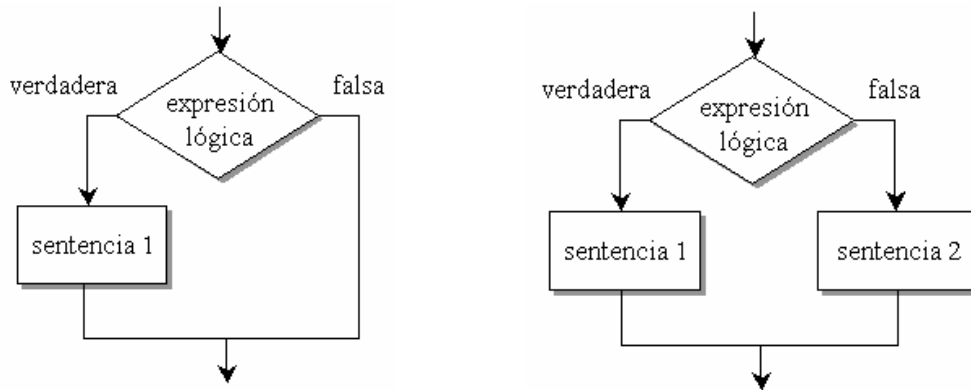 verdadera
falsa
expresión
lógica
sentencia 1
verdadera
falsa
expresión
lógica
sentencia 1
sentencia 2